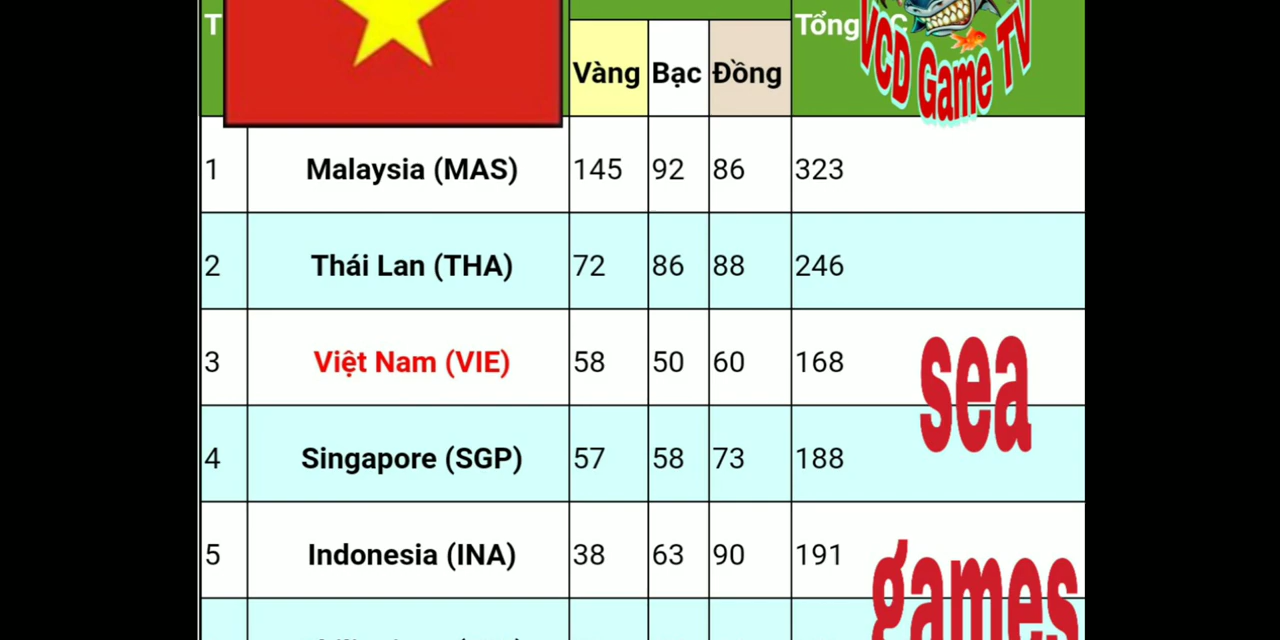 T Tổng C
VCD Game TV
Vàng Bạc Đồng
1 Malaysia (MAS) 145 92 86 323
2 Thái Lan (THA) 72 86 88 246
3 Việt Nam (VIE) 58 50 60 168
sea
4 Singapore (SGP) 57 58 73 188
5 Indonesia (INA) 38 63 90 191
games